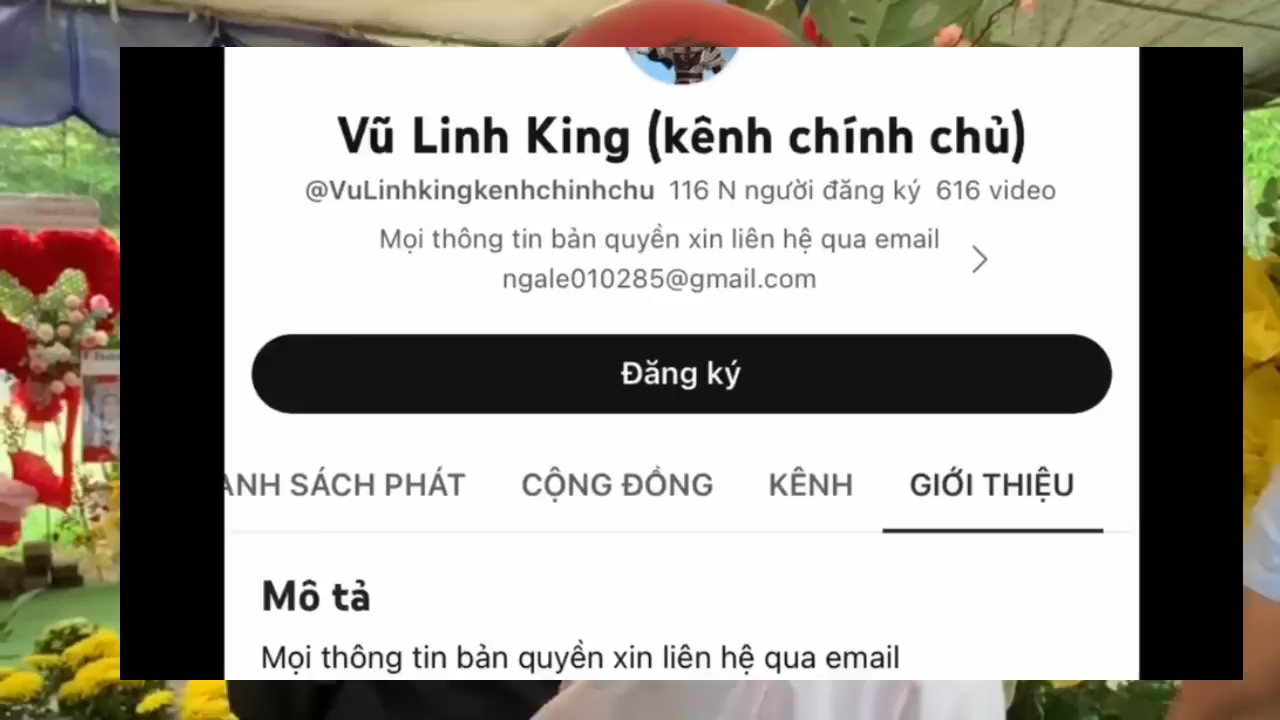 Vũ Linh King (kênh chính chủ)
@VuLinhkingkenhchinhchu 116 N người đăng ký 616 video
Mọi thông tin bản quyền xin liên hệ qua email
ngale010285@gmail.com
Đăng ký
ANH SÁCH PHÁT CỘNG ĐỒNG KÊNH GIỚI THIỆU
Mô tả
Mọi thông tin bản quyền xin liên hệ qua email